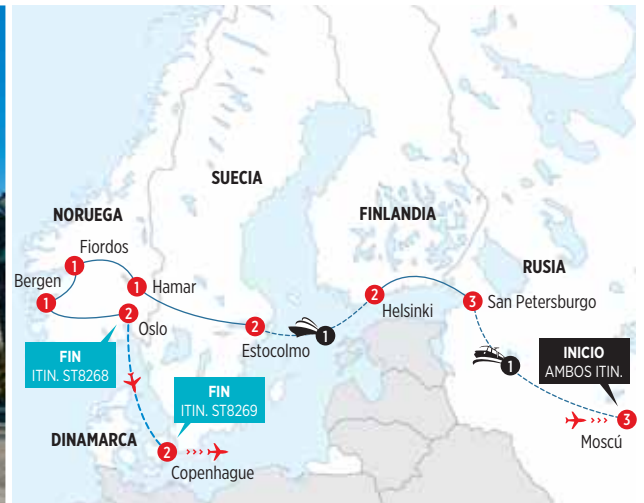 SUECIA
NORUEGA
FINLANDIA
Fiordos
1
RUSIA
Bergen
1
1
Hamar
2
Helsinki
3
San Petersburgo
2
Oslo
2
Estocolmo
1
1
INICIO
AMBOS ITIN.
FIN
ITIN. ST8268
FIN
ITIN. ST8269
3
Moscú
DINAMARCA
2
Copenhague